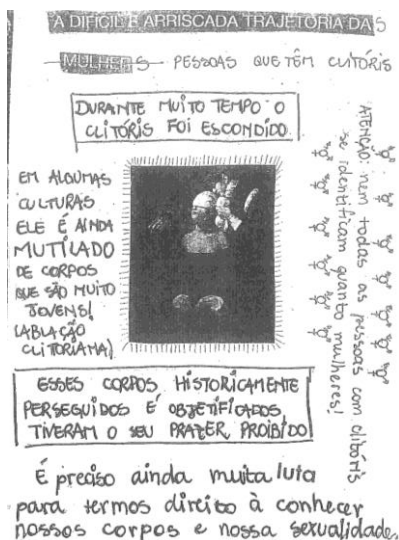 A DIFÍCIL E ARRISCADA TRAJETÓRIA DAS
MULHERES PESSOAS QUE TÊM CLITÓRIS
DURANTE MUITO TEMPO O
CLITÓRIS FOI ESCONDIDO
EM ALGUMAS
CULTURAS
ELE É AINDA
MUTILADO
DE CORPOS
QUE SÃO MUITO
JOVENS!
(ABLAÇÃO
CLITORIANA)
ATENÇÃO: nem todas as pessoas com clitóris
se identificam quanto mulheres!
ESSES CORPOS HISTORICAMENTE
PERSEGUIDOS E OBJETIFICADOS,
TIVERAM O SEU PRAZER PROIBIDO
É preciso ainda muita luta
para termos direito à conhecer
nossos corpos e nossa sexualidade.